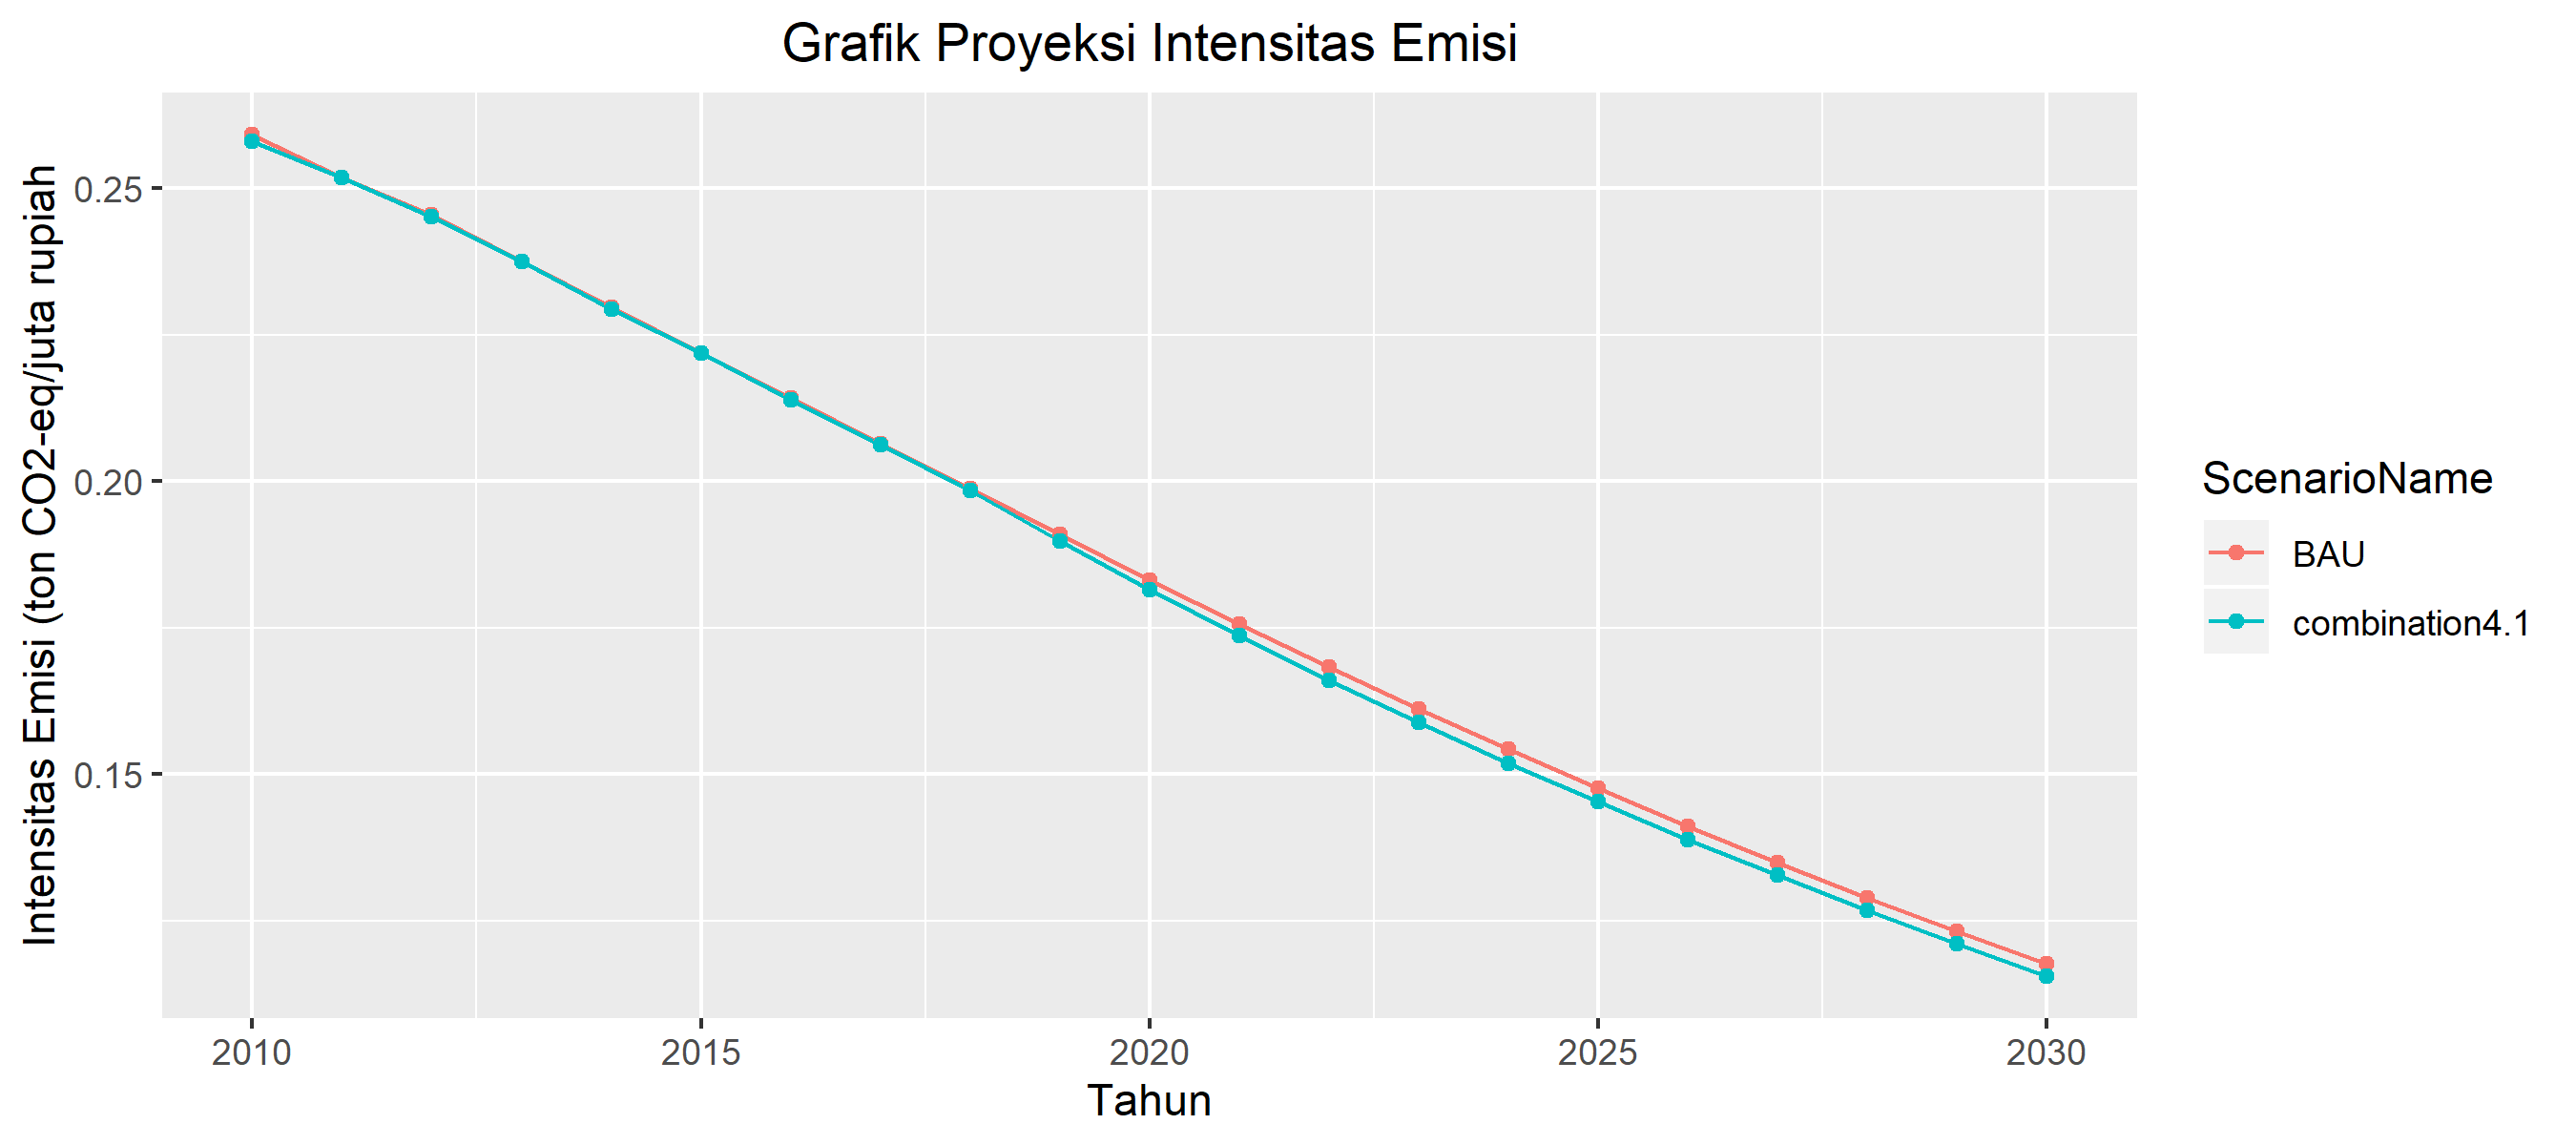 Grafik Proyeksi Intensitas Emisi
Intensitas Emisi (ton CO2-eq/juta rupiah
0.25
0.20
0.15
2010 2015 2020 2025 2030
Tahun
ScenarioName
BAU
combination4.1